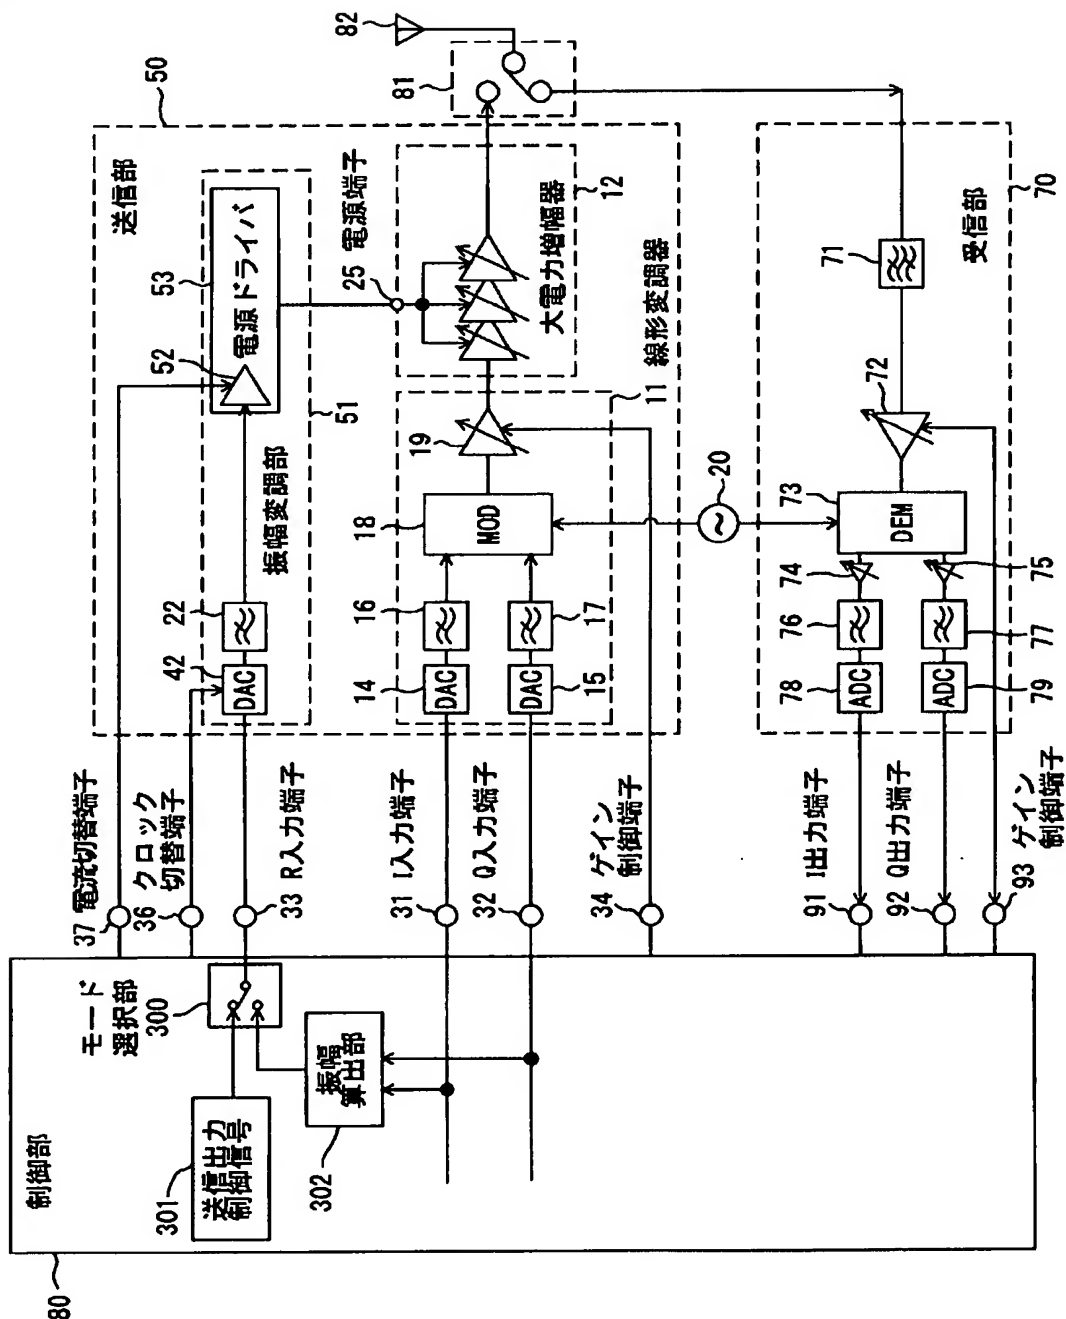 80
制御部
301
送信出力
制御信号
302
振幅
算出部
モード
選択部
300
37 電流切替端子
36 クロック
切替端子
33 R入力端子
31 I入力端子
32 Q入力端子
34 ゲイン
制御端子
91 I出力端子
92 Q出力端子
93 ゲイン
制御端子
50
送信部
42
DAC
22
振幅変調部
51
52
53
電源ドライバ
25 電源端子
14
DAC
15
DAC
16
17
18
MOD
19
11 線形変調器
12
大電力増幅器
20
81
82
70
受信部
71
72
73
DEM
74
75
76
77
78
ADC
79
ADC